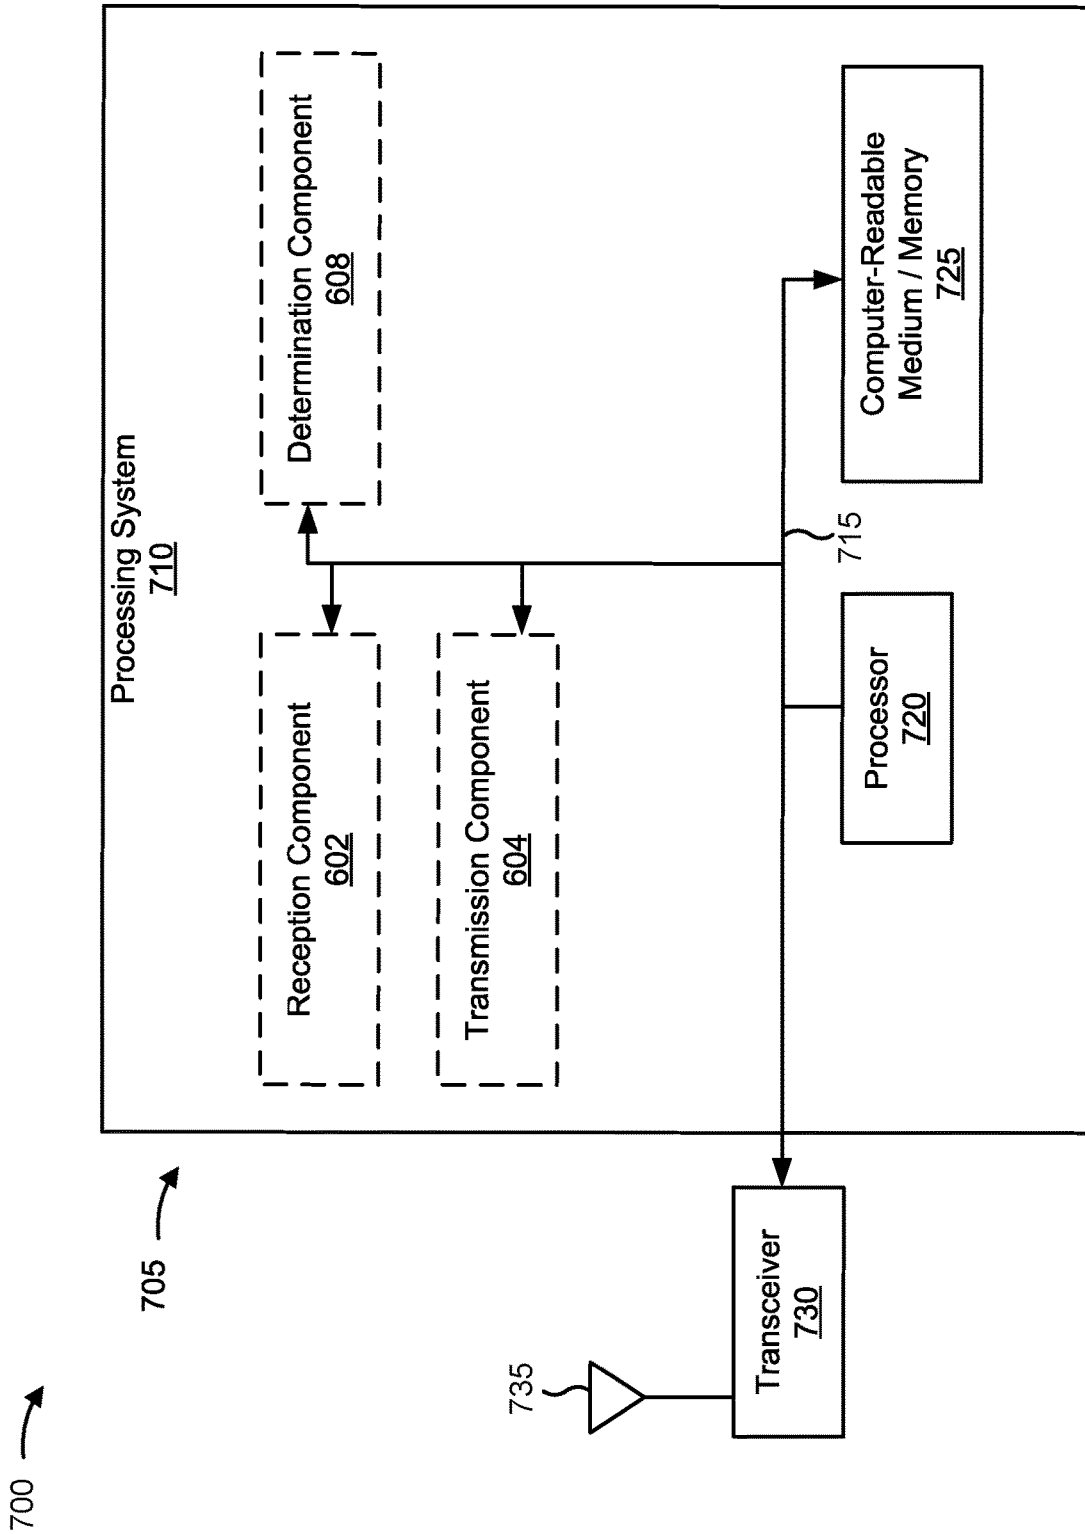 700
705
Processing System
710
Reception Component
602
Determination Component
608
Transmission Component
604
735
715
Transceiver
730
Processor
720
Computer-Readable
Medium / Memory
725